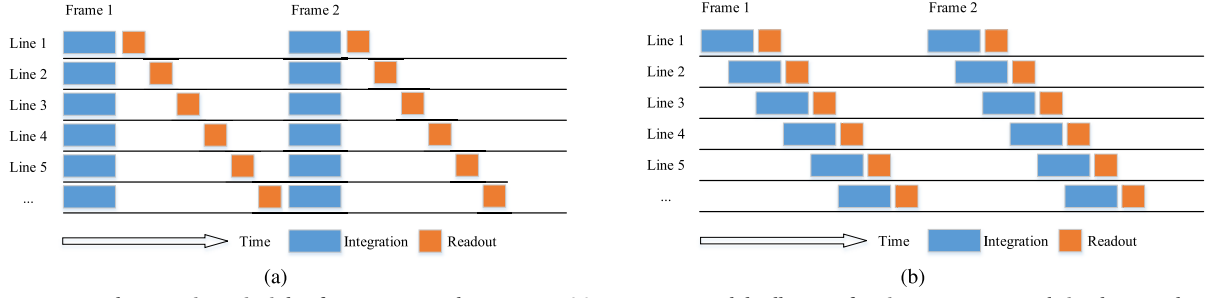 Frame 1
Frame 2
Line 1
Line 2
Line 3
Line 4
Line 5
...
Time
Integration
Readout
(a)
Frame 1
Frame 2
Line 1
Line 2
Line 3
Line 4
Line 5
...
Time
Integration
Readout
(b)